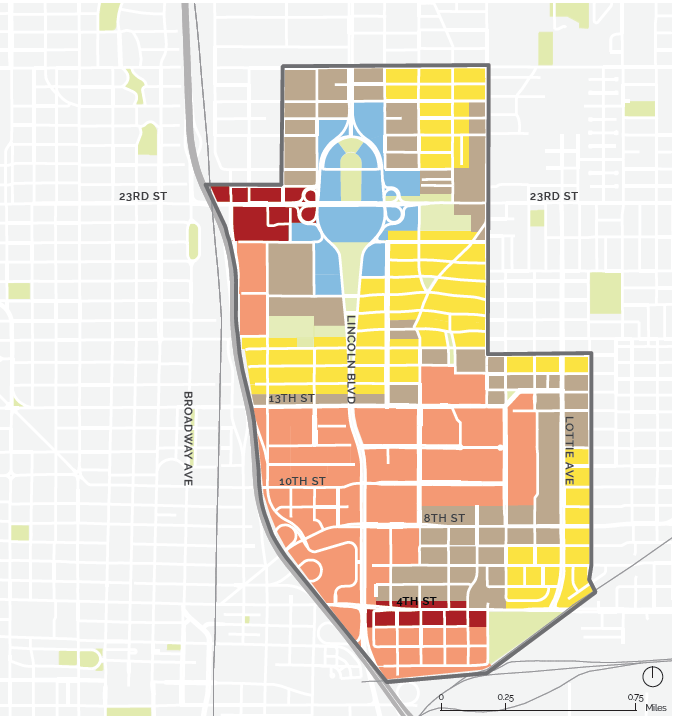 23RD ST
23RD ST
LINCOLN BLVD
BROADWAY AVE
13TH ST
LOTTIE AVE
10TH ST
8TH ST
4TH ST
0 0.25 0.75
Miles